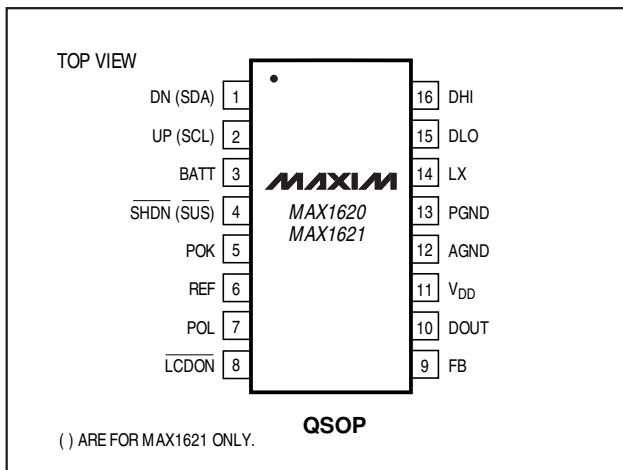 TOP VIEW
DN (SDA) 1
UP (SCL) 2
BATT 3
SHDN (SUS) 4
POK 5
REF 6
POL 7
LCDON 8
MAXIM
MAX1620
MAX1621
16 DHI
15 DLO
14 LX
13 PGND
12 AGND
11 VDD
10 DOUT
9 FB
QSOP
( ) ARE FOR MAX1621 ONLY.